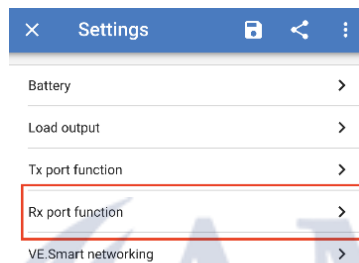 Settings
Battery
Load output
Tx port function
Rx port function
VE.Smart networking